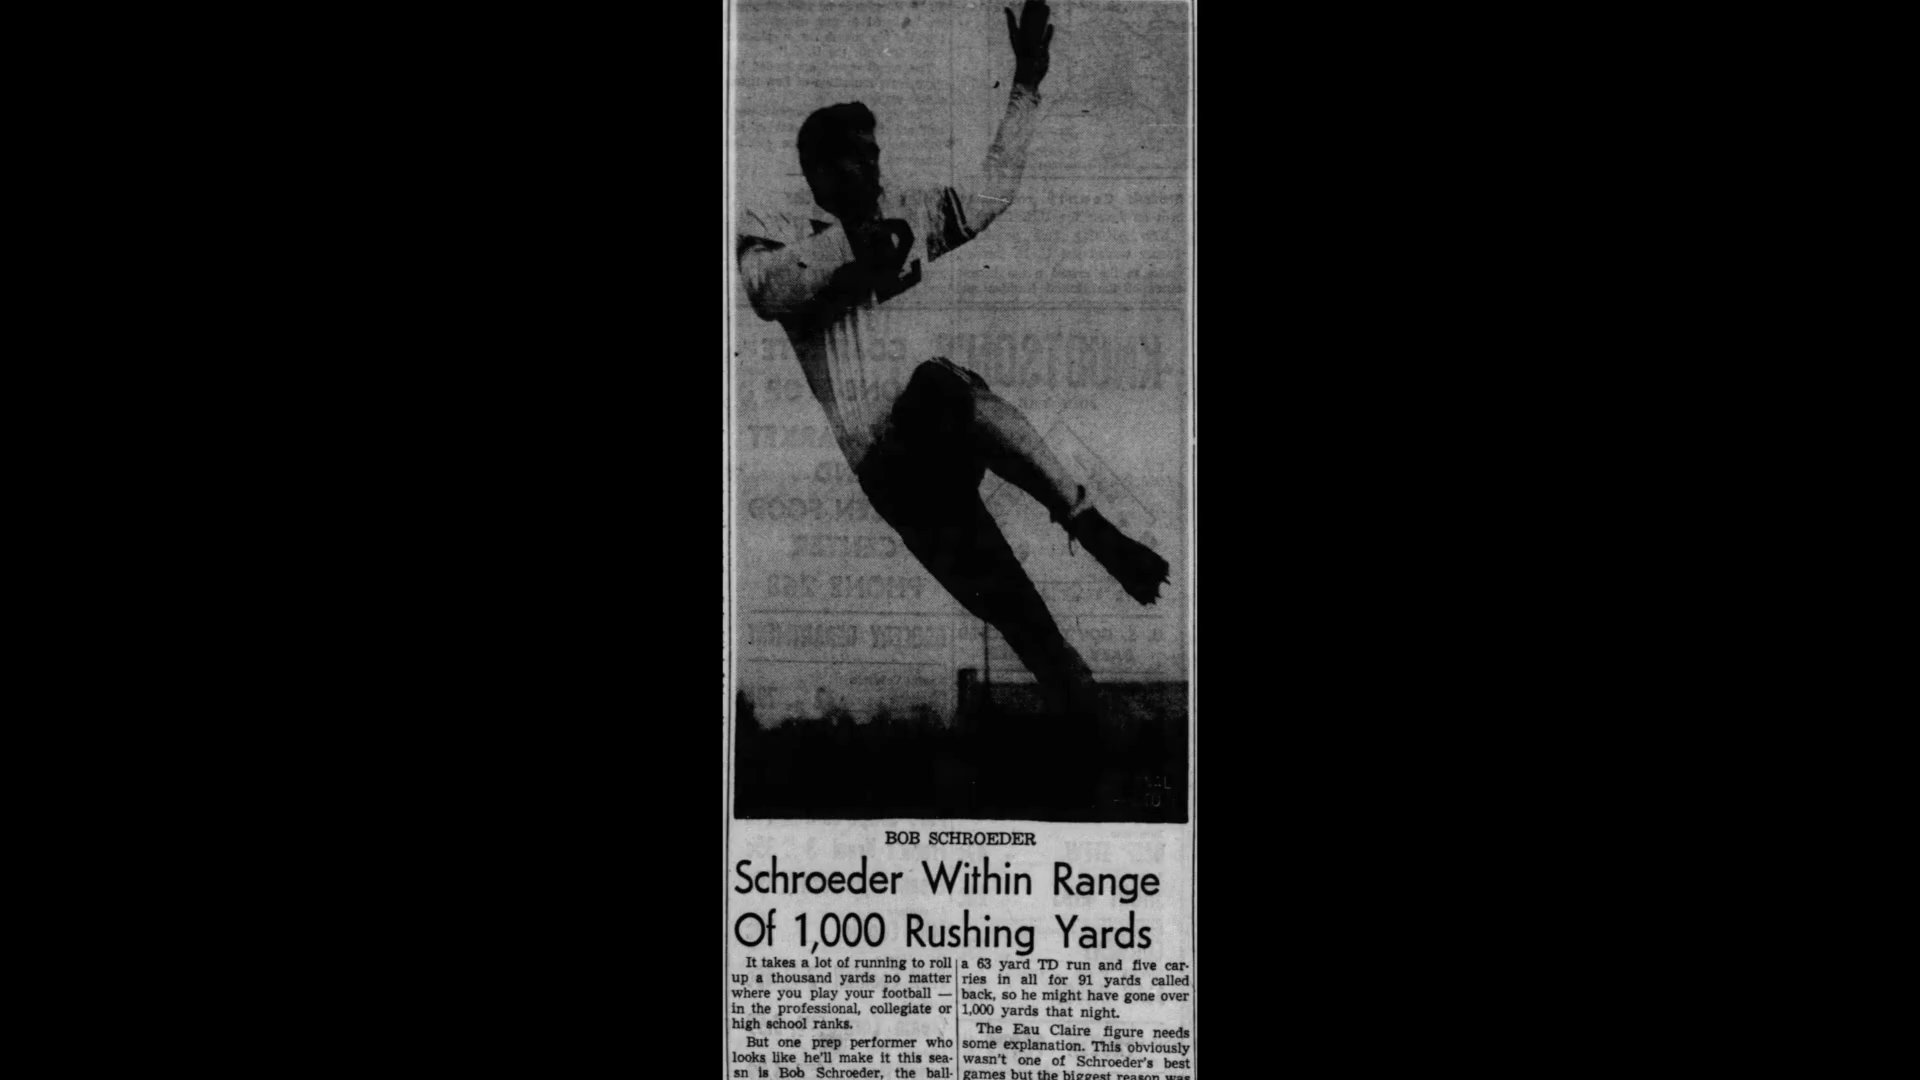 BOB SCHROEDER
Schroeder Within Range
Of 1,000 Rushing Yards
It takes a lot of running to roll
up a thousand yards no matter
where you play your football —
in the professional, collegiate or
high school ranks.
But one prep performer who
looks like he'll make it this sea-
sn is Bob Schroeder, the ball-
a 63 yard TD run and five car-
ries in all for 91 yards called
back, so he might have gone over
1,000 yards that night.
The Eau Claire figure needs
some explanation. This obviously
wasn't one of Schroeder's best
games but the biggest reason was